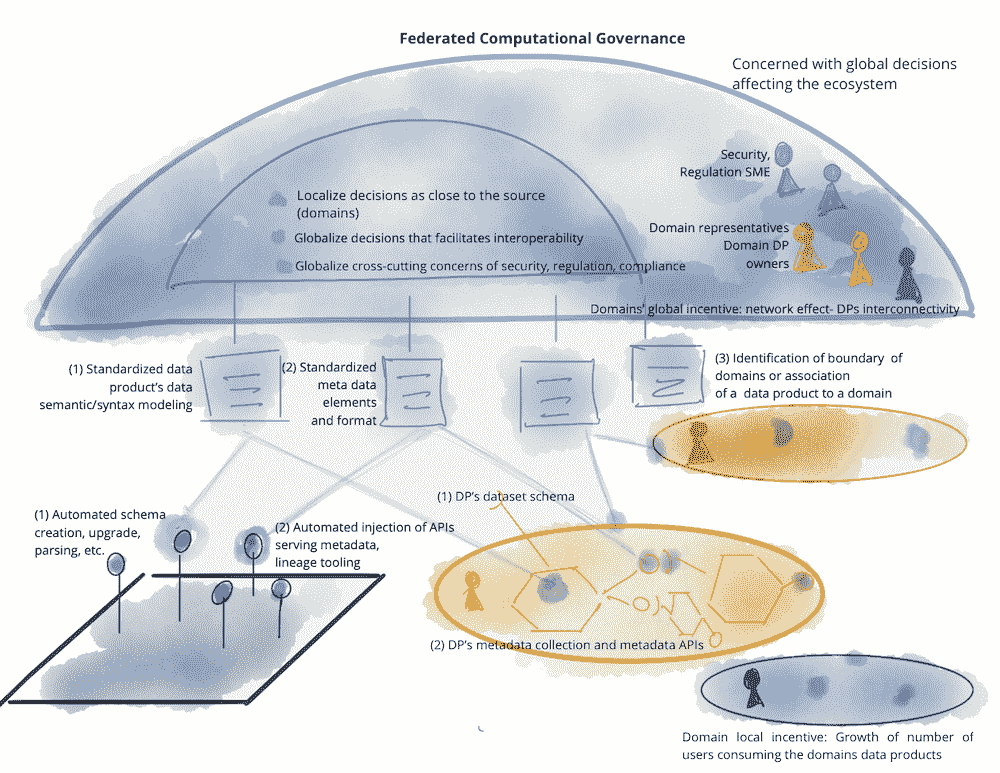 Federated Computational Governance
Concerned with global decisions
affecting the ecosystem
Security,
Regulation SME
Localize decisions as close to the source
(domains)
Globalize decisions that facilitates interoperability
Globalize cross-cutting concerns of security, regulation, compliance
Domain representatives
Domain DP
owners
Domains' global incentive: network effect- DPs interconnectivity
(1) Standardized data
product's data
semantic/syntax modeling
(2) Standardized
meta data
elements
and format
(3) Identification of boundary of
domains or association
of a data product to a domain
(1) Automated schema
creation, upgrade,
parsing, etc.
(2) Automated injection of APIs
serving metadata,
lineage tooling
(1) DP's dataset schema
(2) DP's metadata collection and metadata APIs
Domain local incentive: Growth of number of
users consuming the domains data products